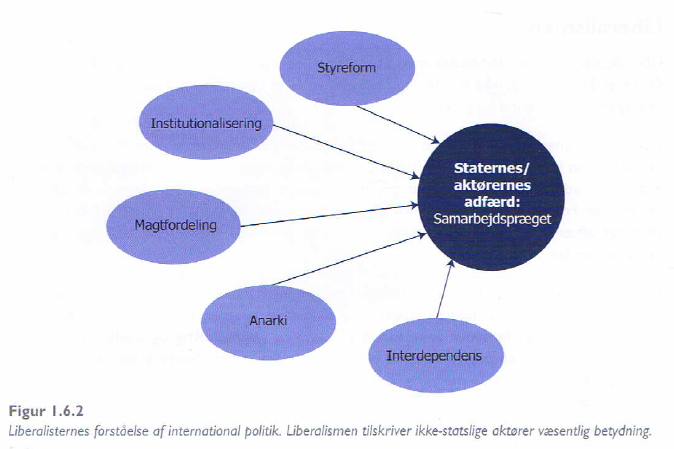 Styreform
Institutionalisering
Staternes/
aktørernes
adfærd:
Samarbejdspræget
Magtfordeling
Anarki
Interdependens
Figur 1.6.2
Liberalisternes forståelse af international politik. Liberalismen tilskriver ikke-statslige aktører væsentlig betydning.